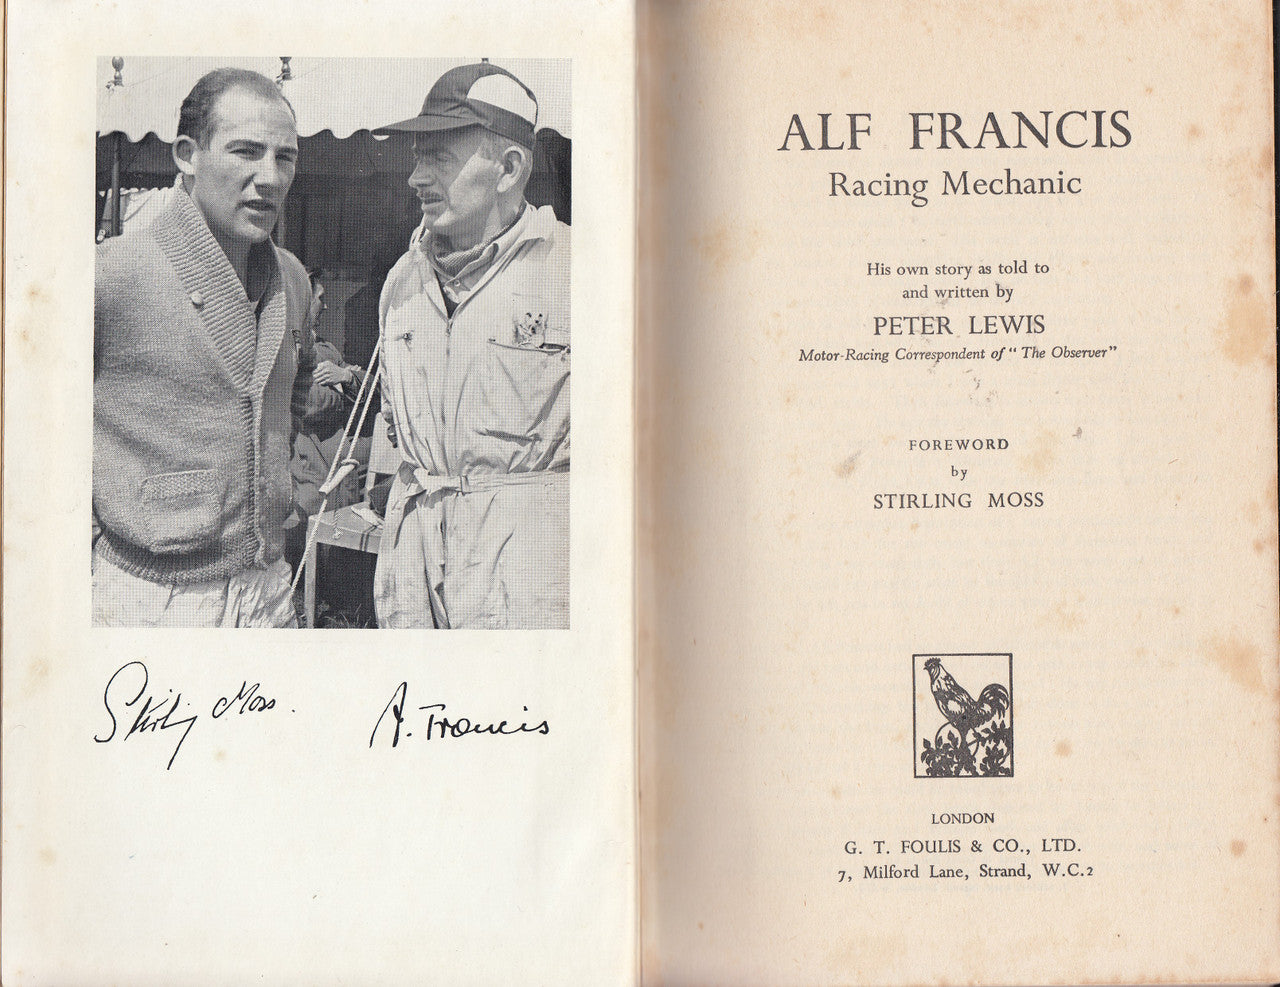 Stirling Moss.
A. Francis
ALF FRANCIS
Racing Mechanic
His own story as told to
and written by
PETER LEWIS
Motor-Racing Correspondent of "The Observer"
FOREWORD
by
STIRLING MOSS
LONDON
G. T. FOULIS & CO., LTD.
7, Milford Lane, Strand, W.C.2